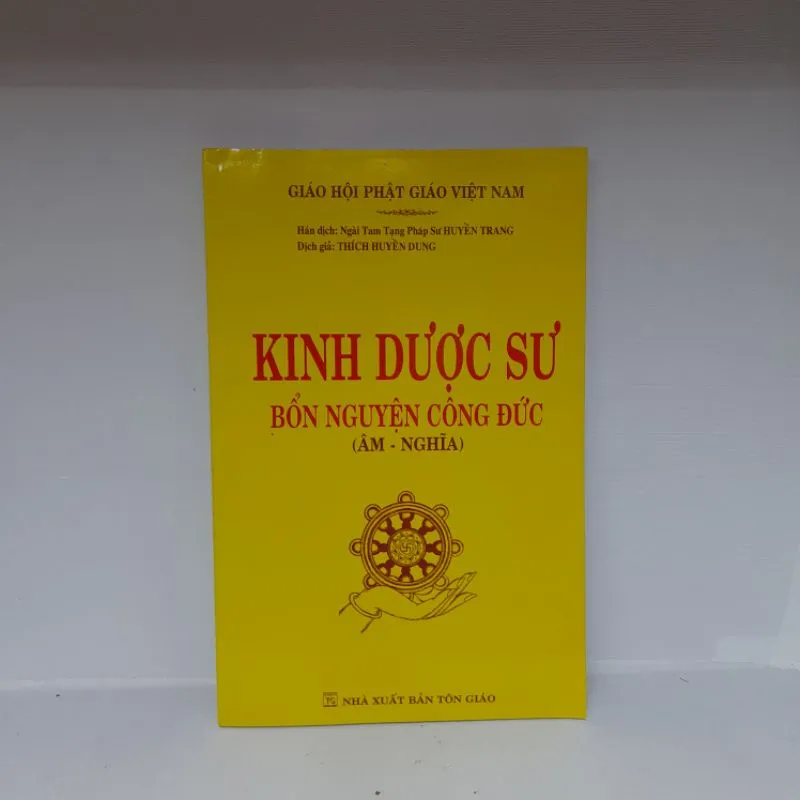 GIÁO HỘI PHẬT GIÁO VIỆT NAM
Hán dịch: Ngài Tam Tạng Pháp Sư HUYỀN TRANG
Dịch giả: THÍCH HUYỀN DUNG
KINH DƯỢC SƯ
BỔN NGUYỆN CÔNG ĐỨC
(ÂM - NGHĨA)
NHÀ XUẤT BẢN TÔN GIÁO